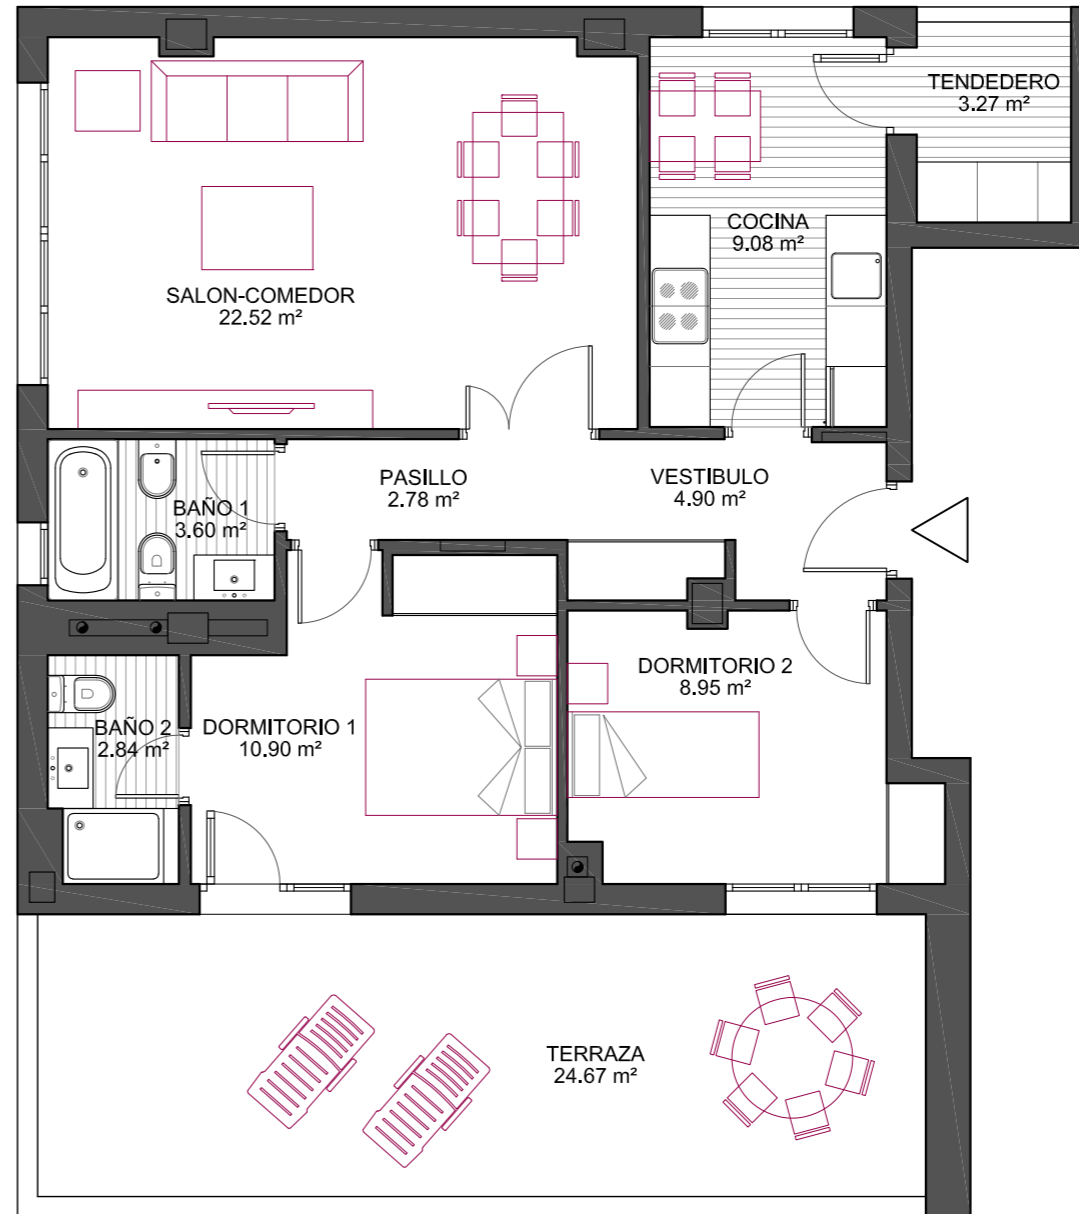 TENDEDERO
3.27 m²
COCINA
9.08 m²
SALON-COMEDOR
22.52 m²
PASILLO
2.78 m²
VESTIBULO
4.90 m²
BAÑO 1
3.60 m²
DORMITORIO 2
8.95 m²
BAÑO 2
2.84 m²
DORMITORIO 1
10.90 m²
TERRAZA
24.67 m²